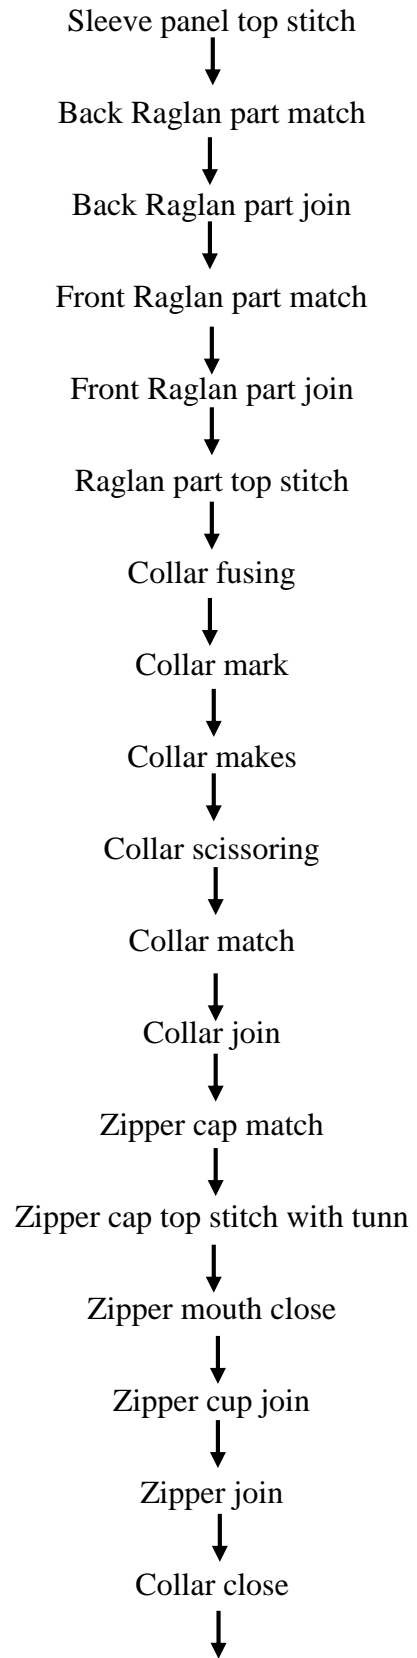 Sleeve panel top stitch
Back Raglan part match
Back Raglan part join
Front Raglan part match
Front Raglan part join
Raglan part top stitch
Collar fusing
Collar mark
Collar makes
Collar scissoring
Collar match
Collar join
Zipper cap match
Zipper cap top stitch with tunn
Zipper mouth close
Zipper cup join
Zipper join
Collar close